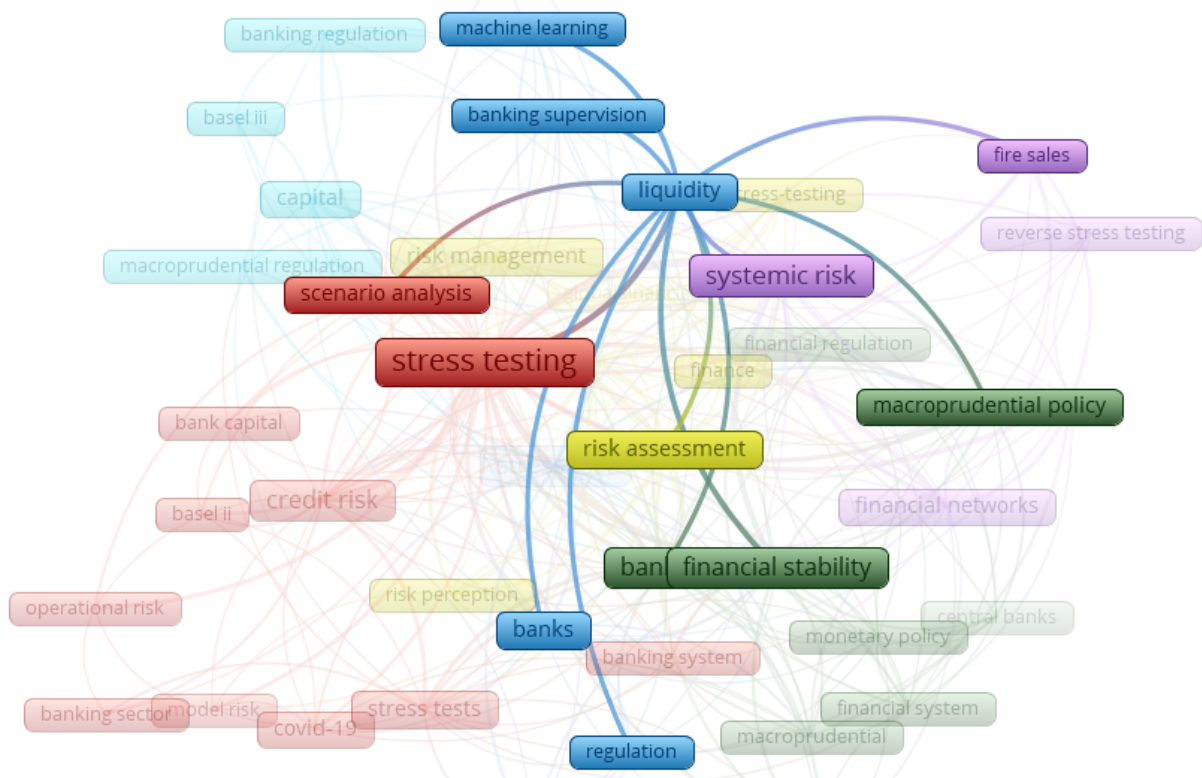 machine learning
banking regulation
banking supervision
basel iii
fire sales
liquidity
stress-testing
capital
reverse stress testing
risk management
macroprudential regulation
systemic risk
scenario analysis
financial regulation
stress testing
finance
macroprudential policy
bank capital
risk assessment
credit risk
financial networks
basel ii
financial stability
risk perception
operational risk
central banks
banks
monetary policy
banking system
stress tests
financial system
model risk
banking sector
covid-19
macroprudential
regulation